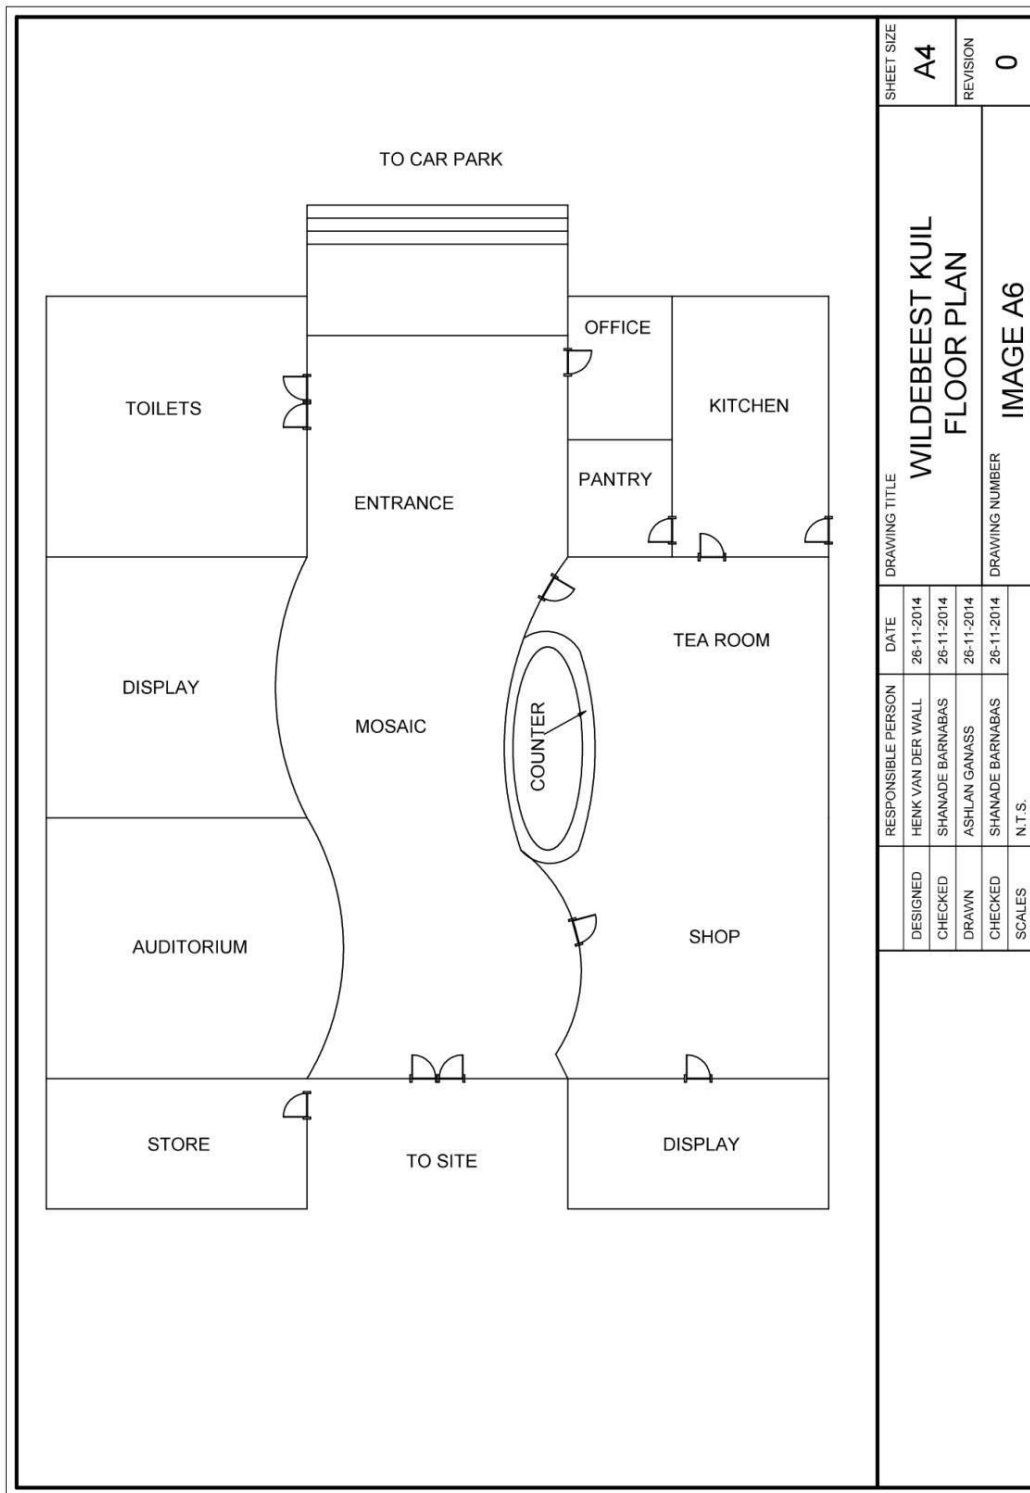 TO CAR PARK
TOILETS
OFFICE
KITCHEN
PANTRY
ENTRANCE
DISPLAY
MOSAIC
COUNTER
TEA ROOM
AUDITORIUM
SHOP
STORE
TO SITE
DISPLAY
RESPONSIBLE PERSON DATE
DESIGNED HENK VAN DER WALL 26-11-2014
CHECKED SHANADE BARNABAS 26-11-2014
DRAWN ASHLAN GANASS 26-11-2014
CHECKED SHANADE BARNABAS 26-11-2014
SCALES N.T.S.
DRAWING TITLE
WILDEBEEST KUIL
FLOOR PLAN
DRAWING NUMBER
IMAGE A6
SHEET SIZE
A4
REVISION
0